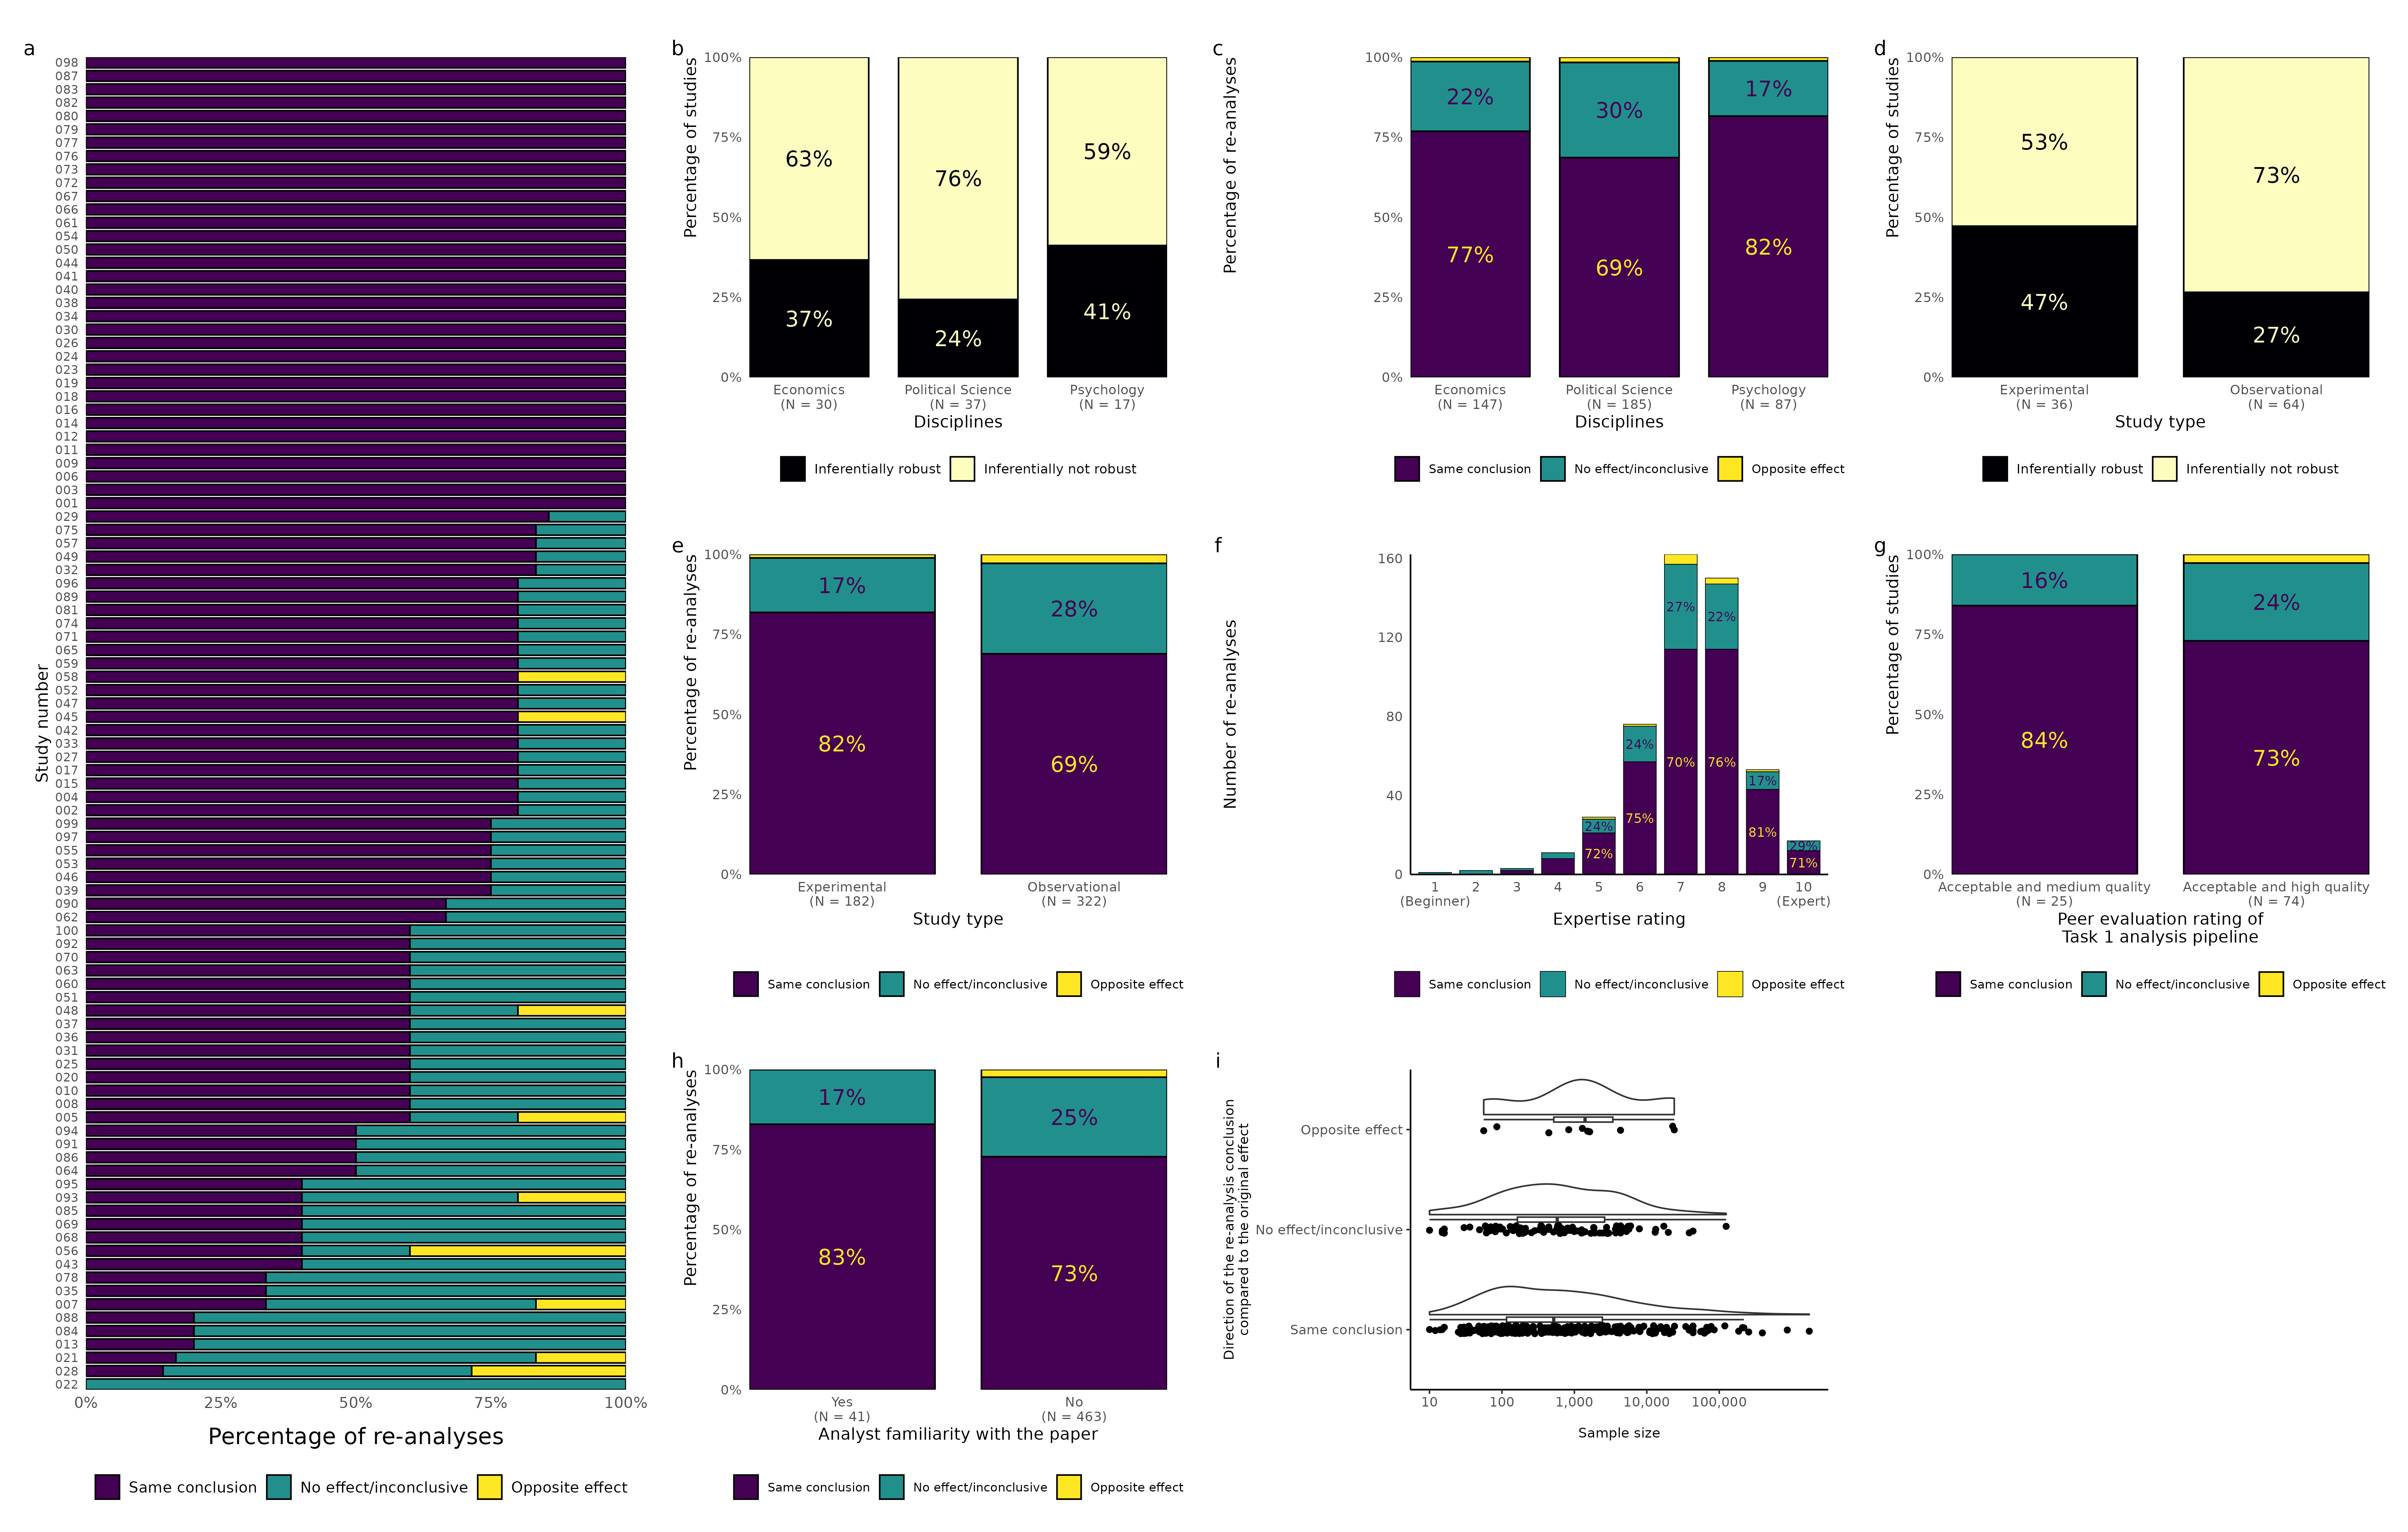 a
098
087
083
082
080
079
077
076
073
072
067
066
061
054
050
044
041
040
038
034
030
026
024
023
019
018
016
014
012
011
009
006
003
001
029
075
057
049
032
096
089
081
074
071
065
059
058
052
047
045
042
033
027
017
015
004
002
099
097
055
053
046
039
090
062
100
092
070
063
060
051
048
037
036
031
025
020
010
008
005
094
091
086
064
095
093
085
069
068
056
043
078
035
007
088
084
013
021
028
022
Study number
0% 25% 50% 75% 100%
Percentage of re-analyses
Same conclusion No effect/inconclusive Opposite effect
b
Percentage of studies
100%
75%
50%
25%
0%
63% 76% 59%
37% 24% 41%
Economics Political Science Psychology
(N = 30) (N = 37) (N = 17)
Disciplines
Inferentially robust Inferentially not robust
c
Percentage of re-analyses
100%
75%
50%
25%
0%
22% 30% 17%
77% 69% 82%
Economics Political Science Psychology
(N = 147) (N = 185) (N = 87)
Disciplines
Same conclusion No effect/inconclusive Opposite effect
d
Percentage of studies
100%
75%
50%
25%
0%
53% 73%
47% 27%
Experimental Observational
(N = 36) (N = 64)
Study type
Inferentially robust Inferentially not robust
e
Percentage of re-analyses
100%
75%
50%
25%
0%
17% 28%
82% 69%
Experimental Observational
(N = 182) (N = 322)
Study type
Same conclusion No effect/inconclusive Opposite effect
f
Number of re-analyses
160
120
80
40
0
24% 24% 27% 22% 17% 29%
72% 75% 70% 76% 81% 71%
1 2 3 4 5 6 7 8 9 10
(Beginner) (Expert)
Expertise rating
Same conclusion No effect/inconclusive Opposite effect
g
Percentage of studies
100%
75%
50%
25%
0%
16% 24%
84% 73%
Acceptable and medium quality Acceptable and high quality
(N = 25) (N = 74)
Peer evaluation rating of
Task 1 analysis pipeline
Same conclusion No effect/inconclusive Opposite effect
h
Percentage of re-analyses
100%
75%
50%
25%
0%
17% 25%
83% 73%
Yes No
(N = 41) (N = 463)
Analyst familiarity with the paper
Same conclusion No effect/inconclusive Opposite effect
i
Direction of the re-analysis conclusion
compared to the original effect
Opposite effect
No effect/inconclusive
Same conclusion
10 100 1,000 10,000 100,000
Sample size